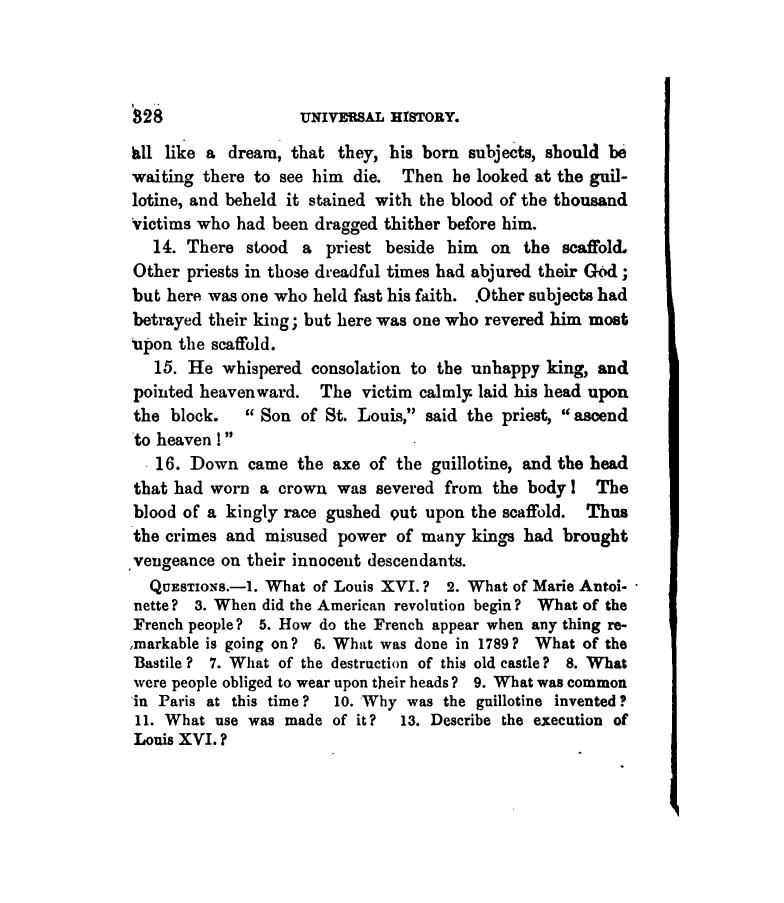 328 UNIVERSAL HISTORY.
all like a dream, that they, his born subjects, should be
waiting there to see him die. Then he looked at the guil-
lotine, and beheld it stained with the blood of the thousand
victims who had been dragged thither before him.
14. There stood a priest beside him on the scaffold.
Other priests in those dreadful times had abjured their God;
but here was one who held fast his faith. Other subjects had
betrayed their king; but here was one who revered him most
upon the scaffold.
15. He whispered consolation to the unhappy king, and
pointed heavenward. The victim calmly laid his head upon
the block. "Son of St. Louis," said the priest, "ascend
to heaven!"
16. Down came the axe of the guillotine, and the head
that had worn a crown was severed from the body! The
blood of a kingly race gushed out upon the scaffold. Thus
the crimes and misused power of many kings had brought
vengeance on their innocent descendants.
QUESTIONS.—1. What of Louis XVI.? 2. What of Marie Antoi-
nette? 3. When did the American revolution begin? What of the
French people? 5. How do the French appear when any thing re-
markable is going on? 6. What was done in 1789? What of the
Bastile? 7. What of the destruction of this old castle? 8. What
were people obliged to wear upon their heads? 9. What was common
in Paris at this time? 10. Why was the guillotine invented?
11. What use was made of it? 13. Describe the execution of
Louis XVI.?